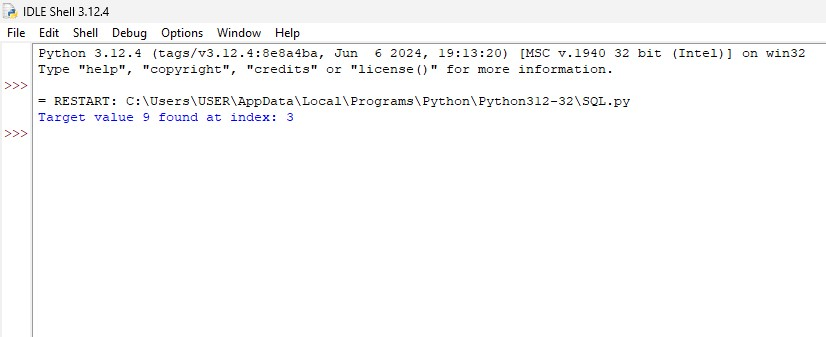 IDLE Shell 3.12.4
File Edit Shell Debug Options Window Help
Python 3.12.4 (tags/v3.12.4:8e8a4ba, Jun  6 2024, 19:13:20) [MSC v.1940 32 bit (Intel)] on win32
Type "help", "copyright", "credits" or "license()" for more information.
>>>
= RESTART: C:\Users\USER\AppData\Local\Programs\Python\Python312-32\SQL.py
Target value 9 found at index: 3
>>>